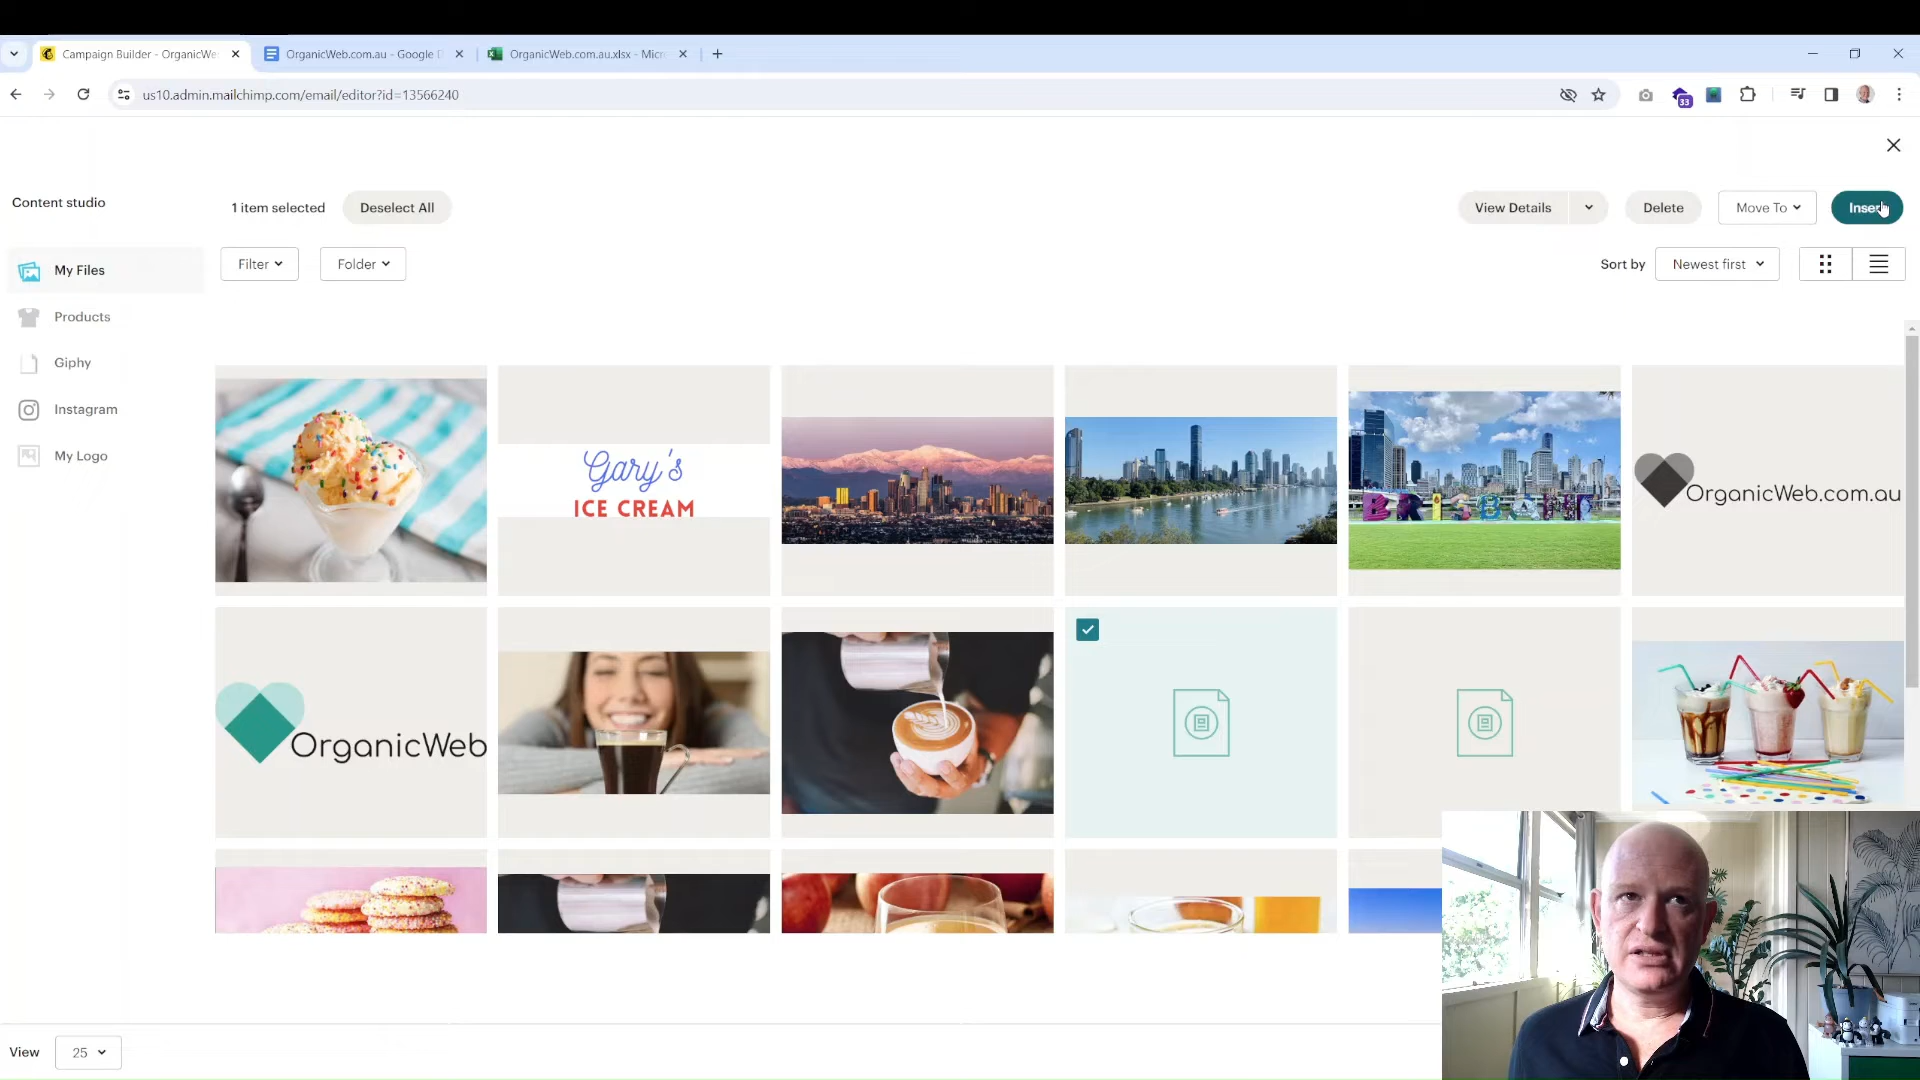 Campaign Builder - OrganicWe
OrganicWeb.com.au - Google
OrganicWeb.com.au.xlsx - Micr
us10.admin.mailchimp.com/email/editor?id=13566240
33
Content studio
1 item selected
Deselect All
View Details
Delete
Move To
Filter
Folder
Sort by
Newest first
My Files
Products
Giphy
Instagram
My Logo
Gary's
ICE CREAM
BRISBANE
OrganicWeb.com.au
OrganicWeb
View
25